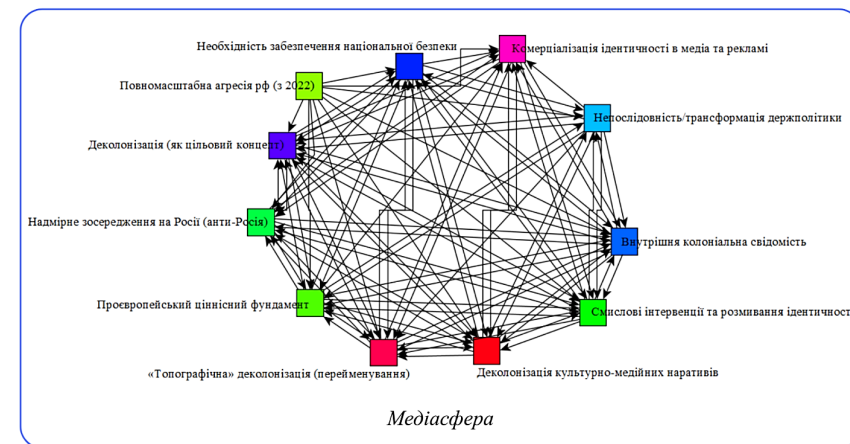 Необхідність забезпечення національної безпеки
Комерціалізація ідентичності в медіа та рекламі
Повномасштабна агресія рф (з 2022)
Непослідовність/трансформація держполітики
Деколонізація (як цільовий концепт)
Надмірне зосередження на Росії (анти-Росія)
Внутрішня колоніальна свідомість
Проєвропейський ціннісний фундамент
Смислові інтервенції та розмивання ідентичност
«Топографічна» деколонізація (перейменування)
Деколонізація культурно-медійних наративів
Медіасфера